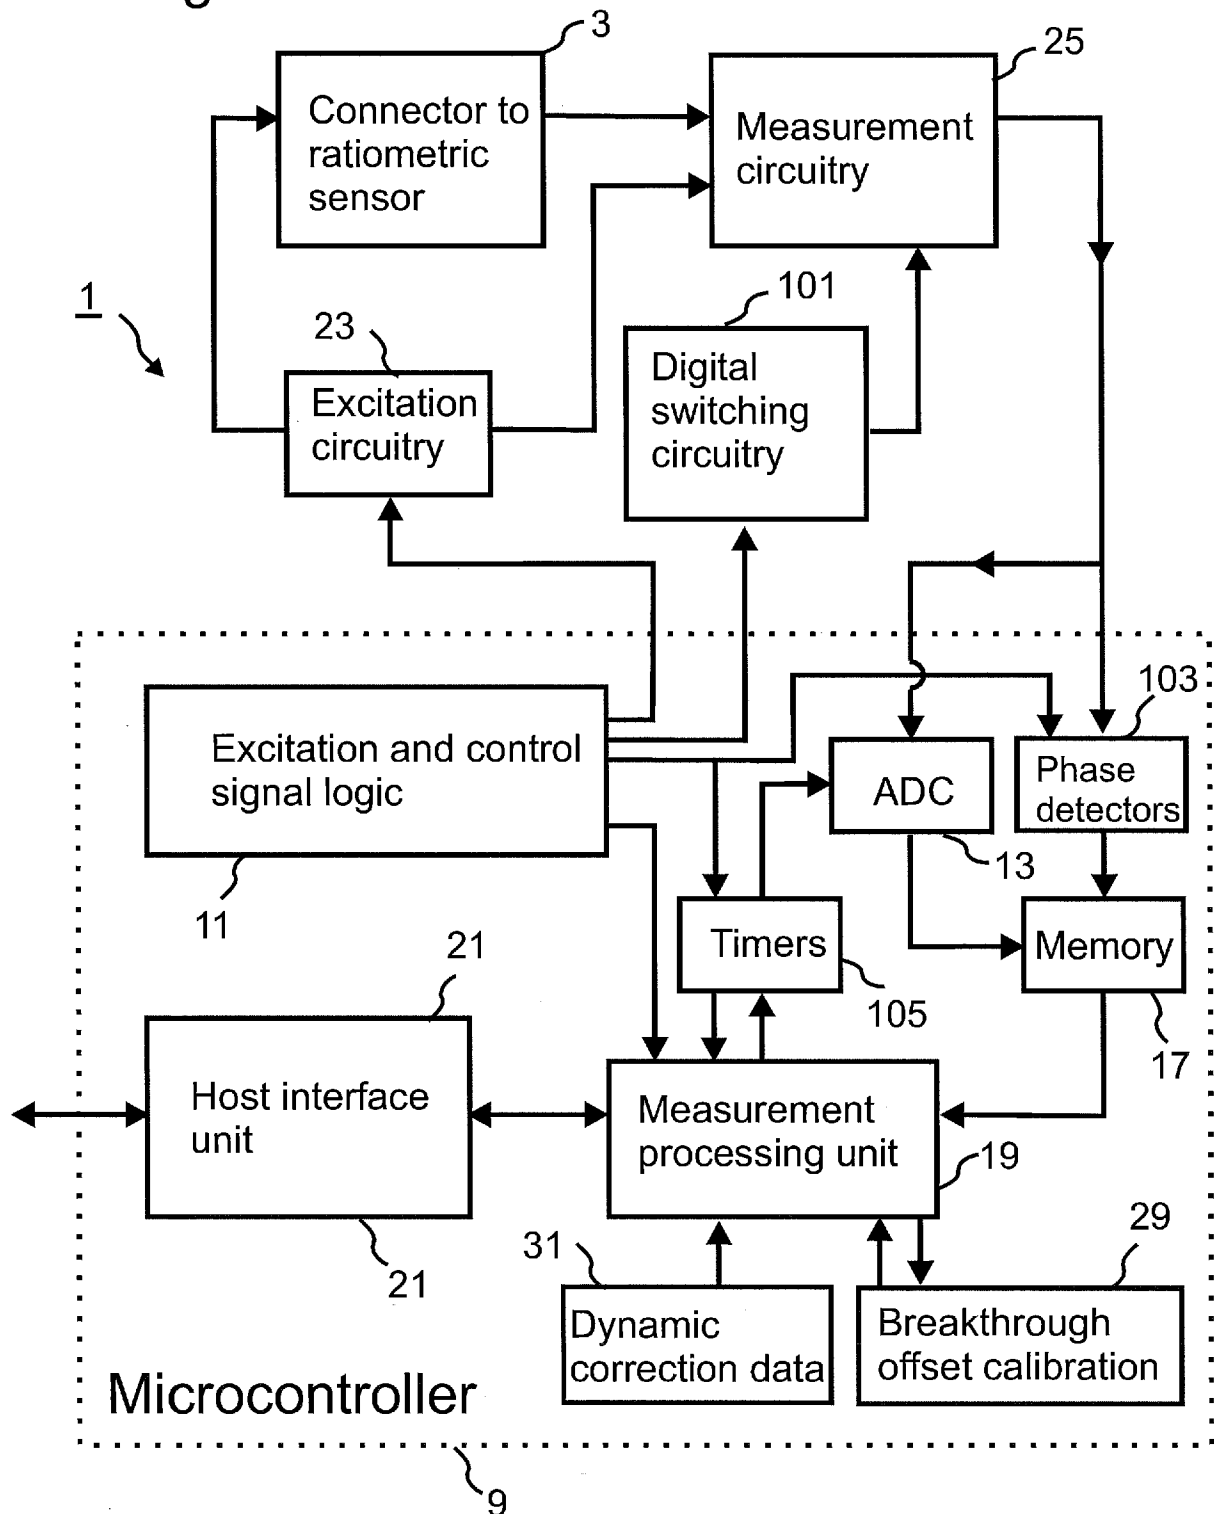 3
25
Connector to
ratiometric
sensor
Measurement
circuitry
1
101
23
Digital
switching
circuitry
Excitation
circuitry
103
Excitation and control
signal logic
ADC
Phase
detectors
13
11
Timers
Memory
21
105
17
Host interface
unit
Measurement
processing unit
19
21
31
29
Dynamic
correction data
Breakthrough
offset calibration
Microcontroller
9